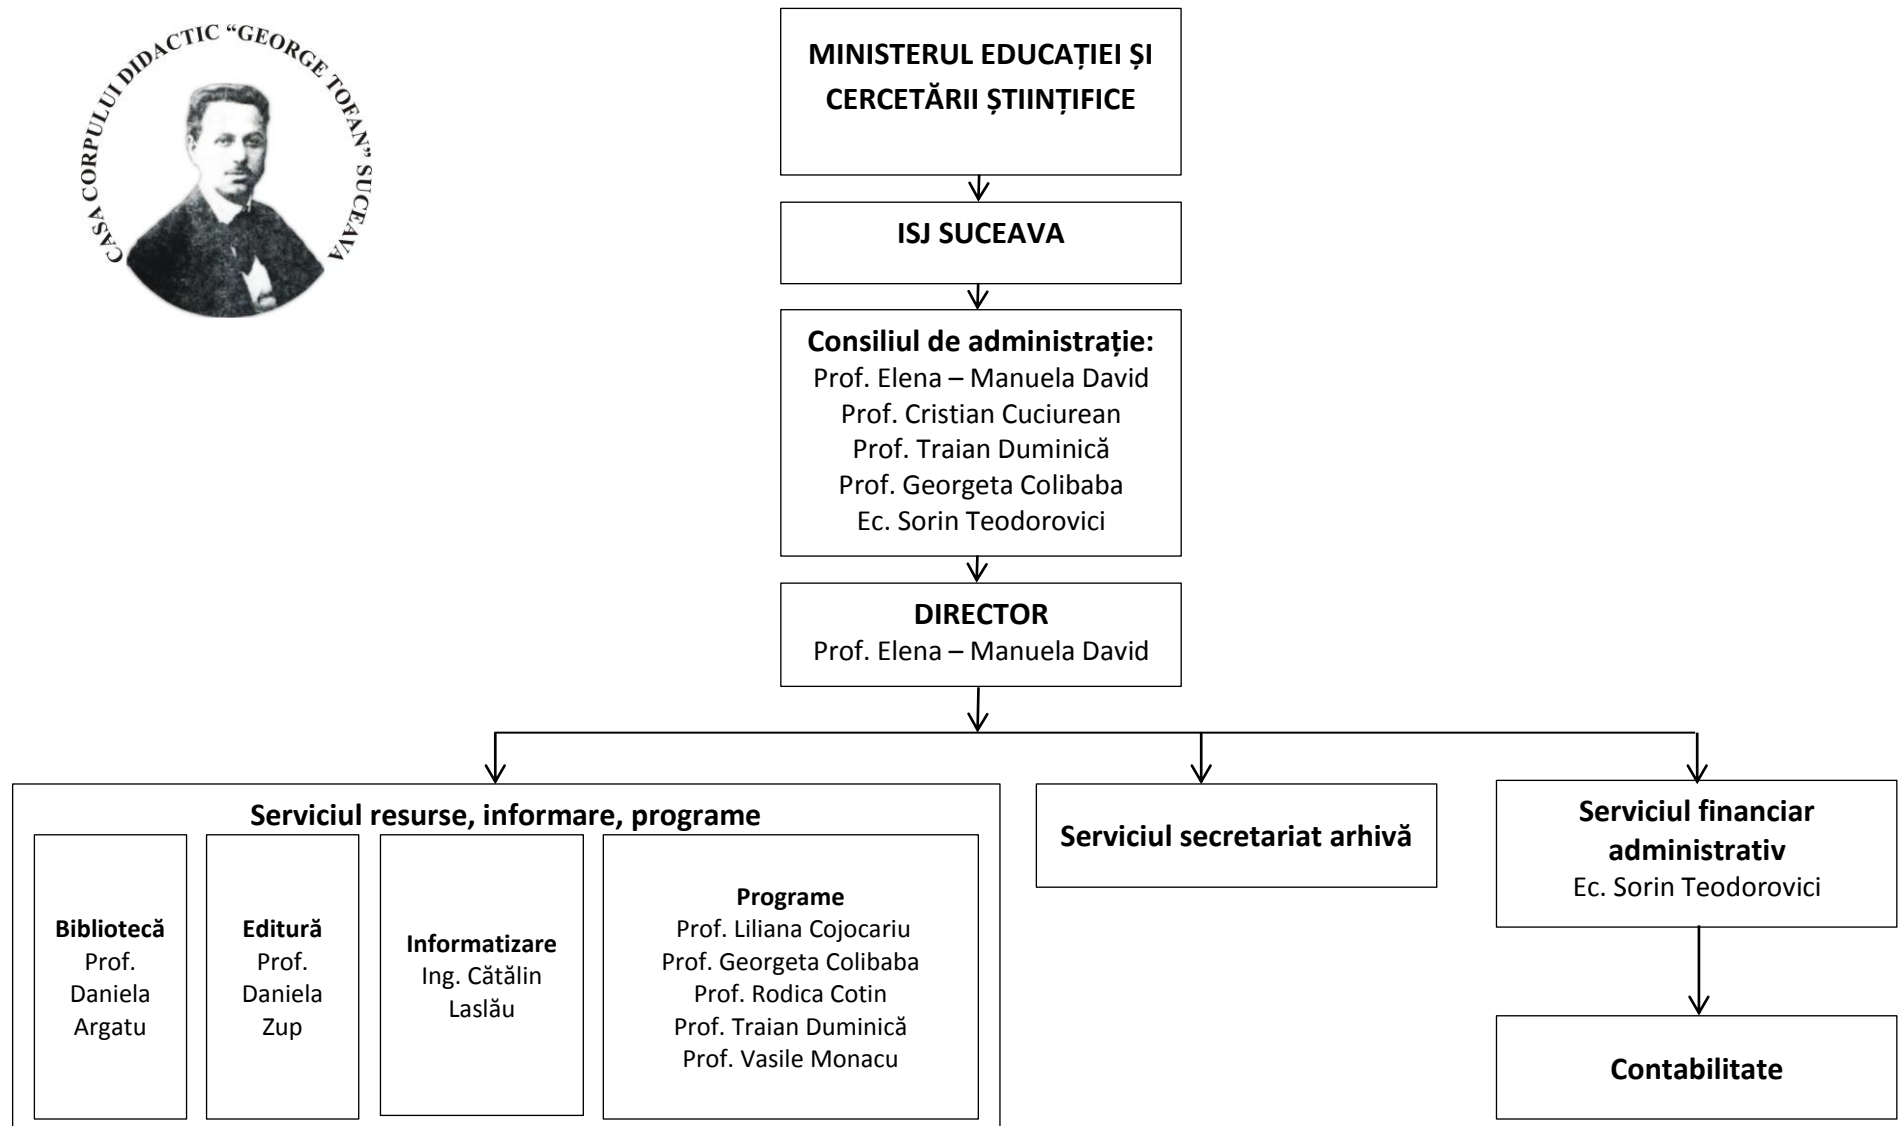 CASA CORPULUI DIDACTIC “GEORGE TOFAN” SUCEAVA
MINISTERUL EDUCAȚIEI ȘI
CERCETĂRII ȘTIINȚIFICE
ISJ SUCEAVA
Consiliul de administrație:
Prof. Elena – Manuela David
Prof. Cristian Cuciurean
Prof. Traian Duminică
Prof. Georgeta Colibaba
Ec. Sorin Teodorovici
DIRECTOR
Prof. Elena – Manuela David
Serviciul resurse, informare, programe
Bibliotecă
Prof.
Daniela
Argatu
Editură
Prof.
Daniela
Zup
Informatizare
Ing. Cătălin
Laslău
Programe
Prof. Liliana Cojocariu
Prof. Georgeta Colibaba
Prof. Rodica Cotin
Prof. Traian Duminică
Prof. Vasile Monacu
Serviciul secretariat arhivă
Serviciul financiar
administrativ
Ec. Sorin Teodorovici
Contabilitate